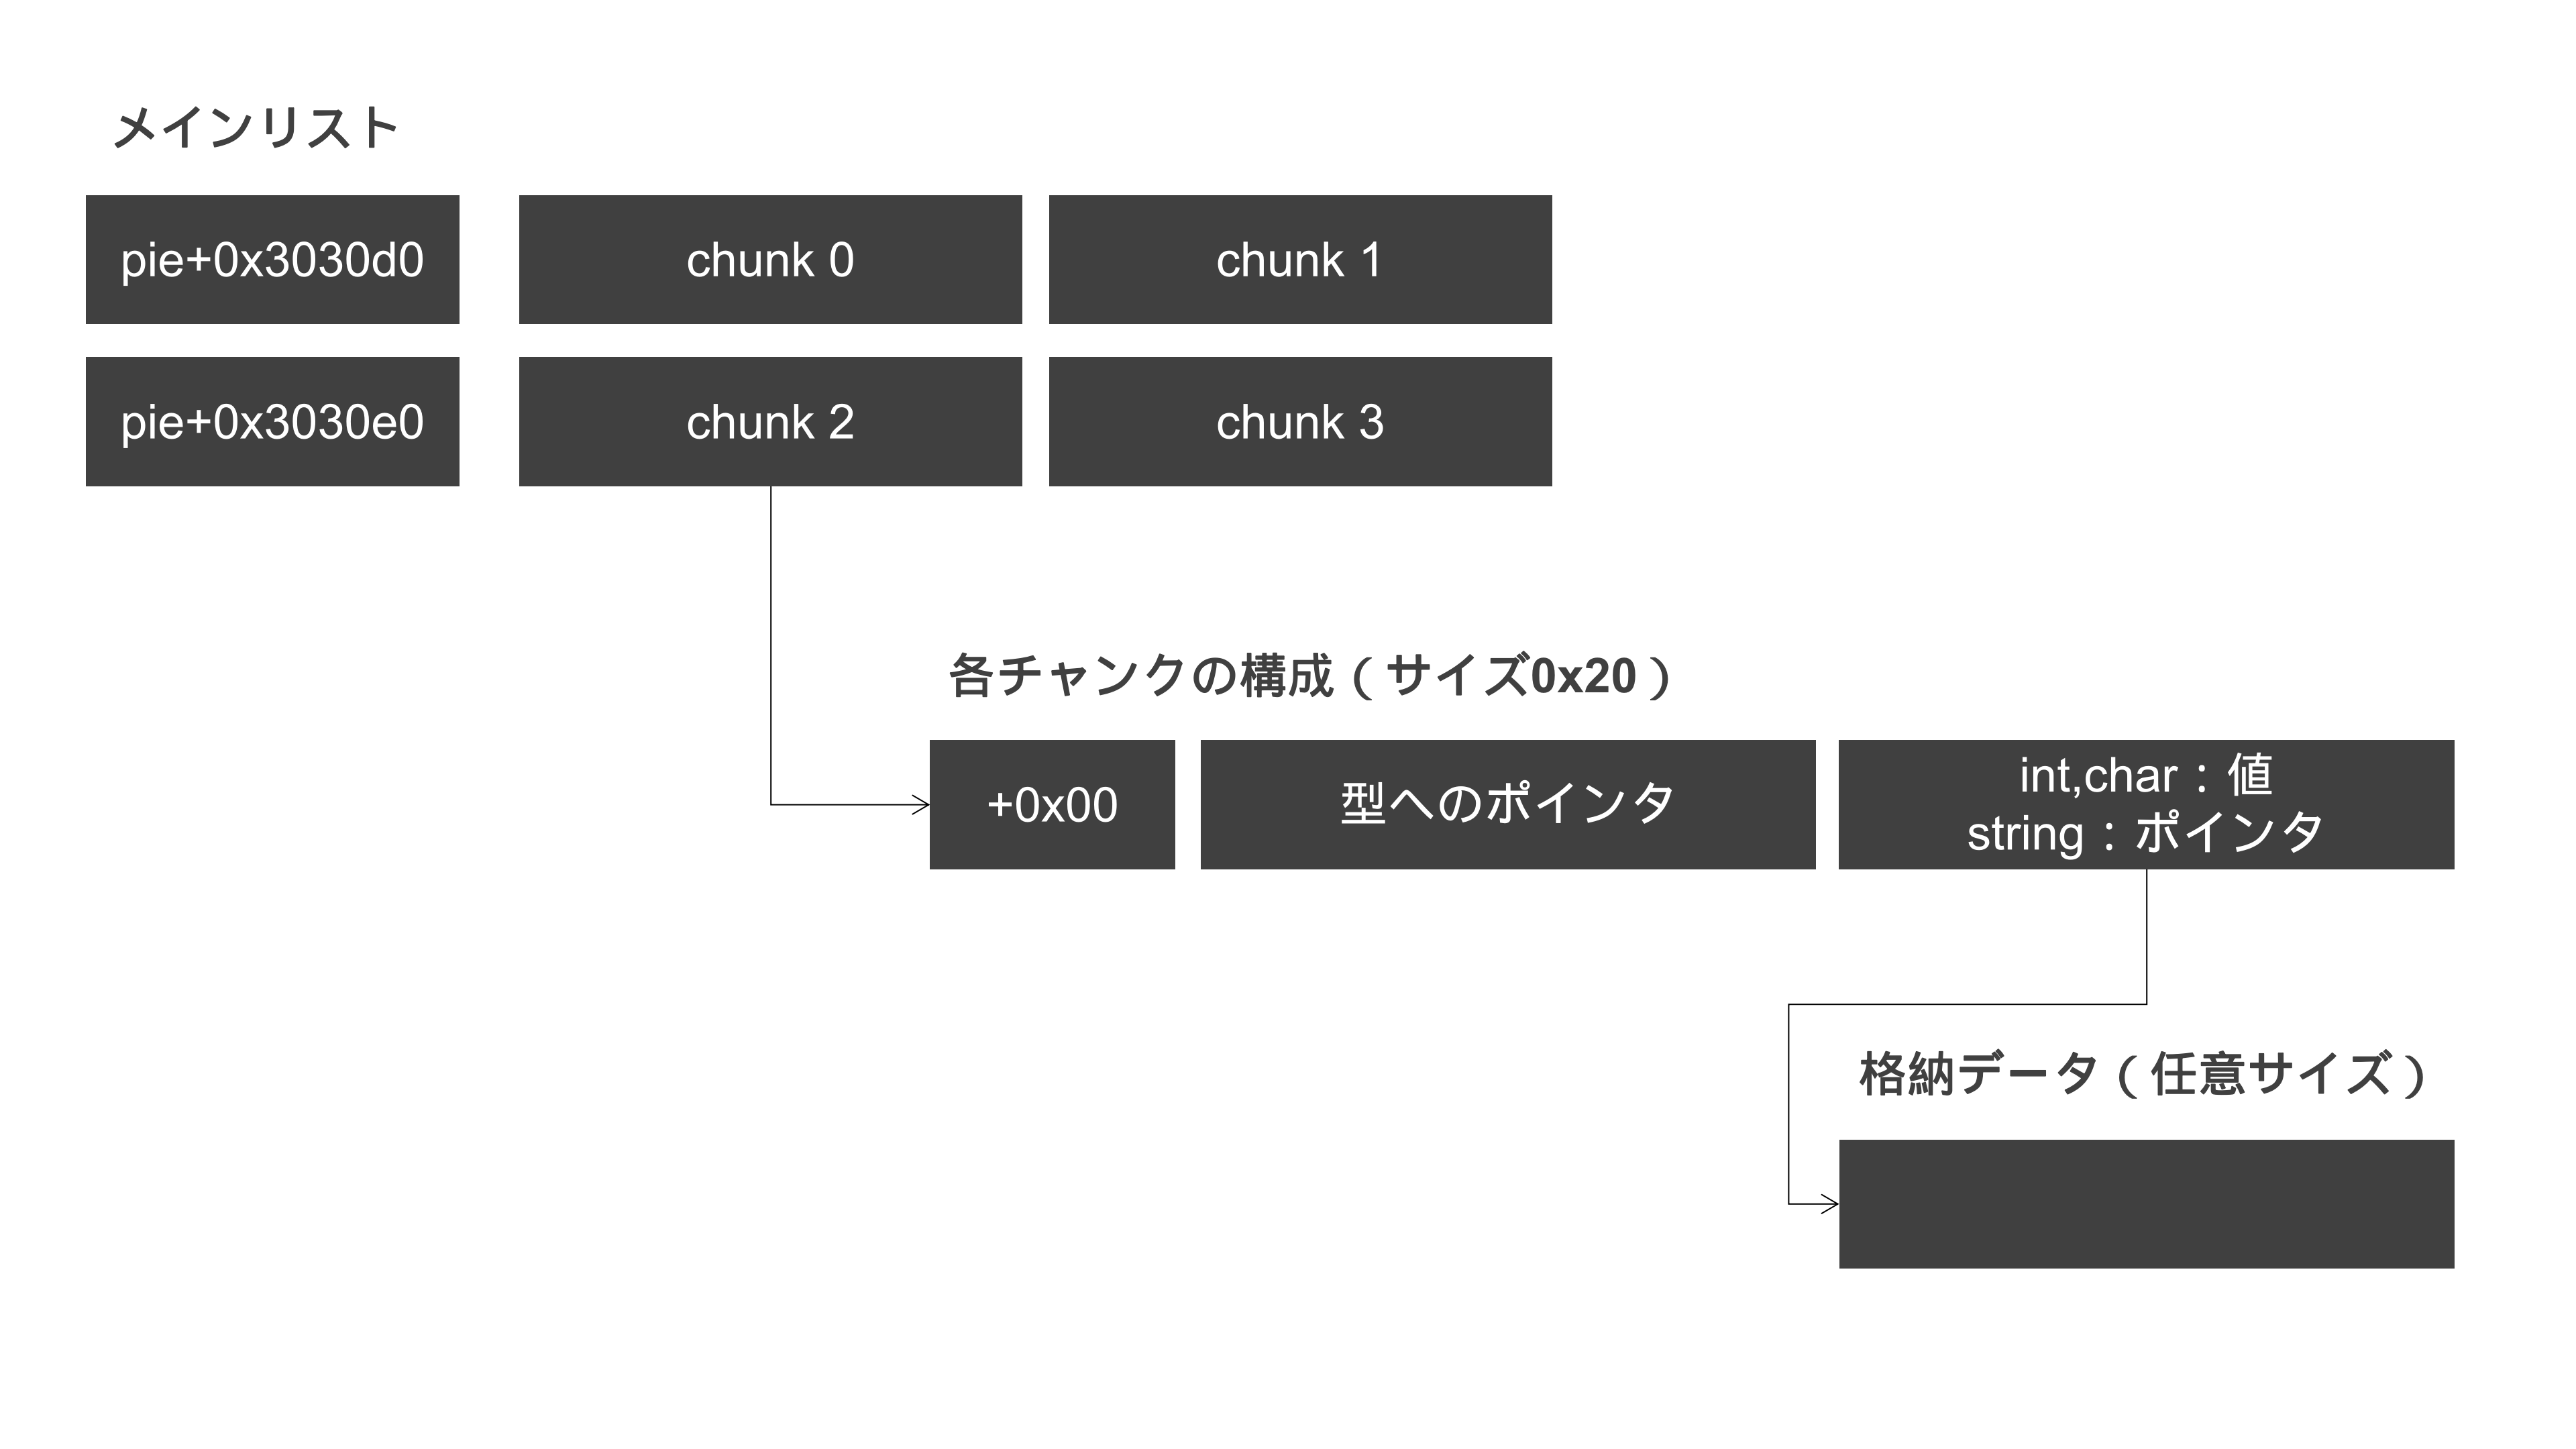 メインリスト
pie+0x3030d0
chunk 0
chunk 1
pie+0x3030e0
chunk 2
chunk 3
各チャンクの構成（サイズ0x20）
+0x00
型へのポインタ
int,char：値
string：ポインタ
格納データ（任意サイズ）